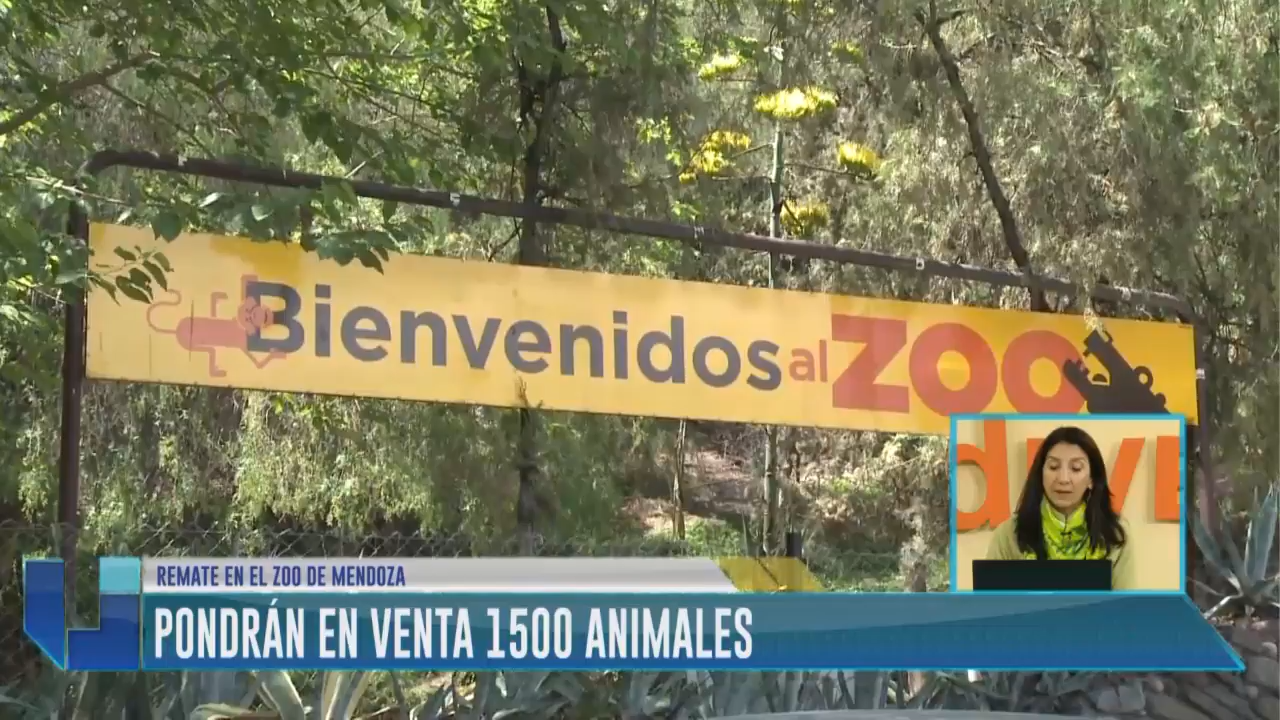 Bienvenidos al ZOO
REMATE EN EL ZOO DE MENDOZA
PONDRÁN EN VENTA 1500 ANIMALES